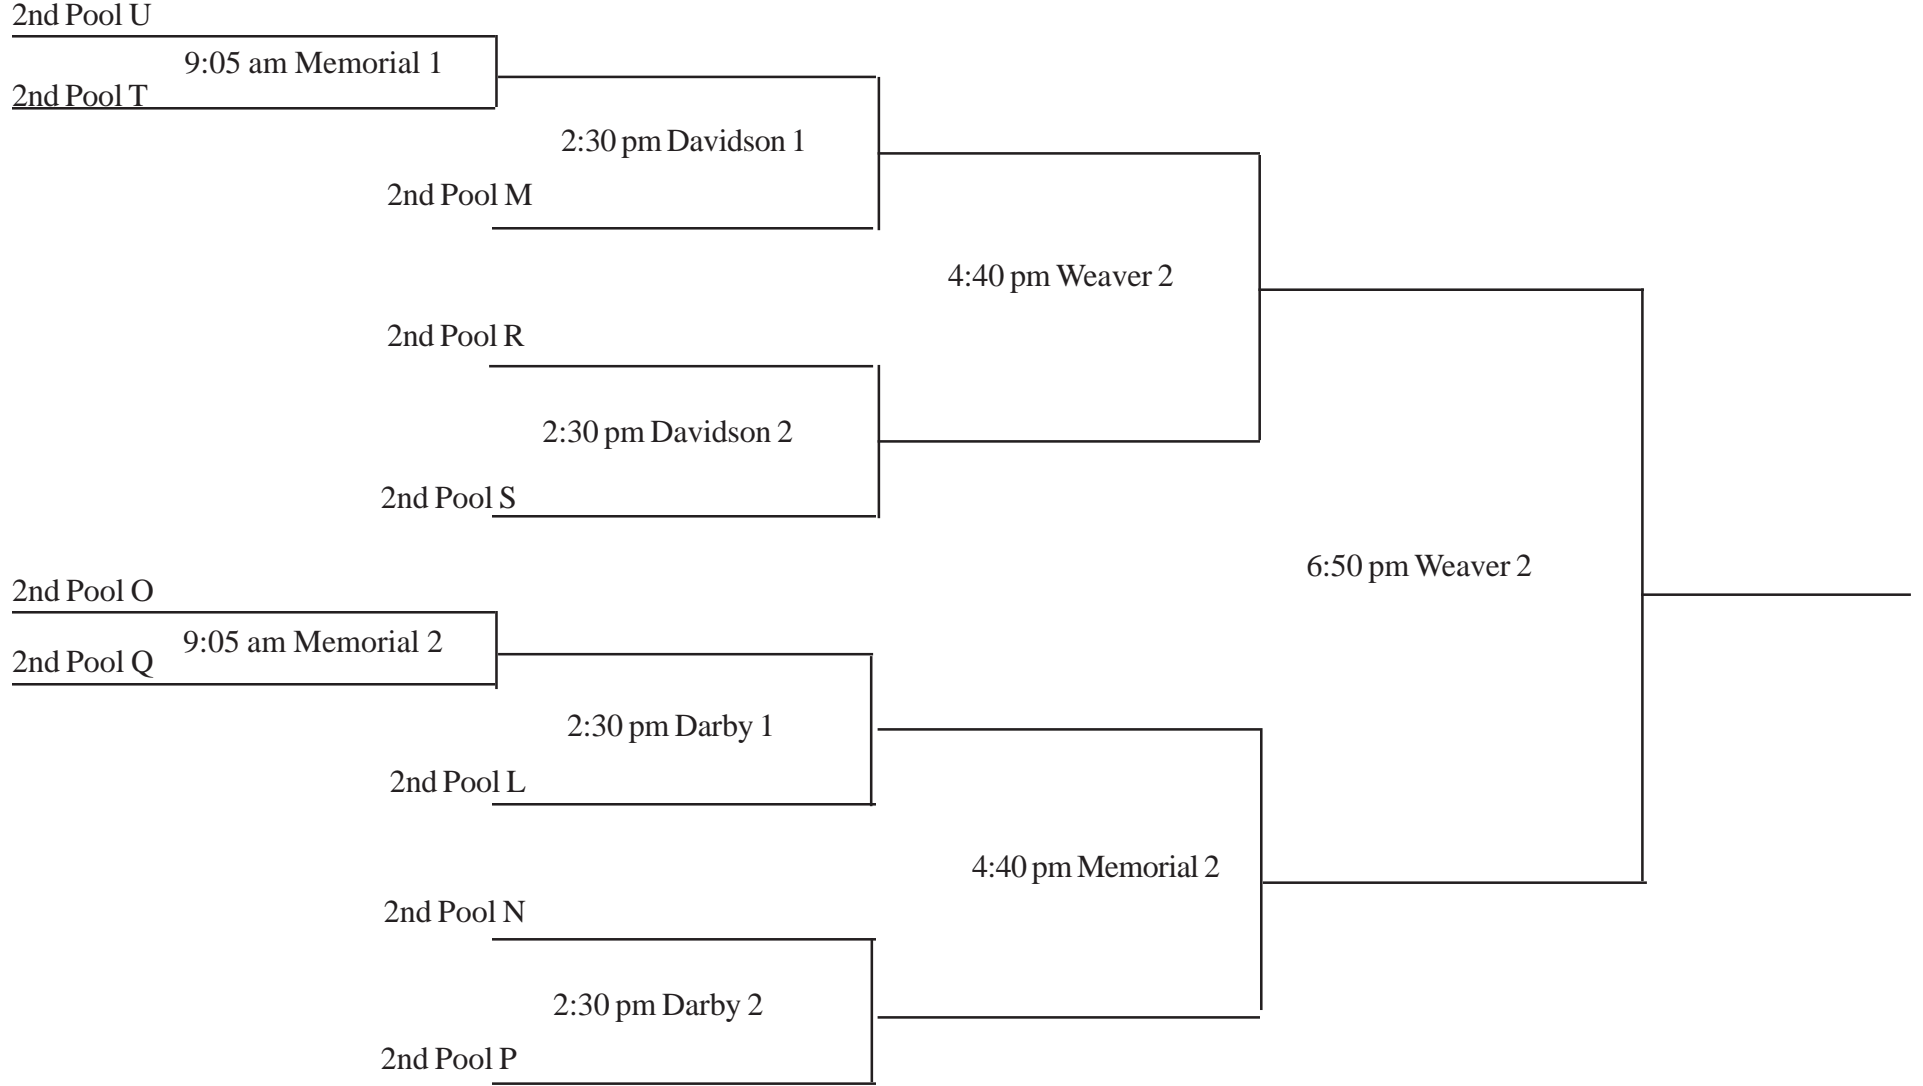 2nd Pool U
9:05 am Memorial 1
2nd Pool T
2:30 pm Davidson 1
2nd Pool M
4:40 pm Weaver 2
2nd Pool R
2:30 pm Davidson 2
2nd Pool S
6:50 pm Weaver 2
2nd Pool O
9:05 am Memorial 2
2nd Pool Q
2:30 pm Darby 1
2nd Pool L
4:40 pm Memorial 2
2nd Pool N
2:30 pm Darby 2
2nd Pool P